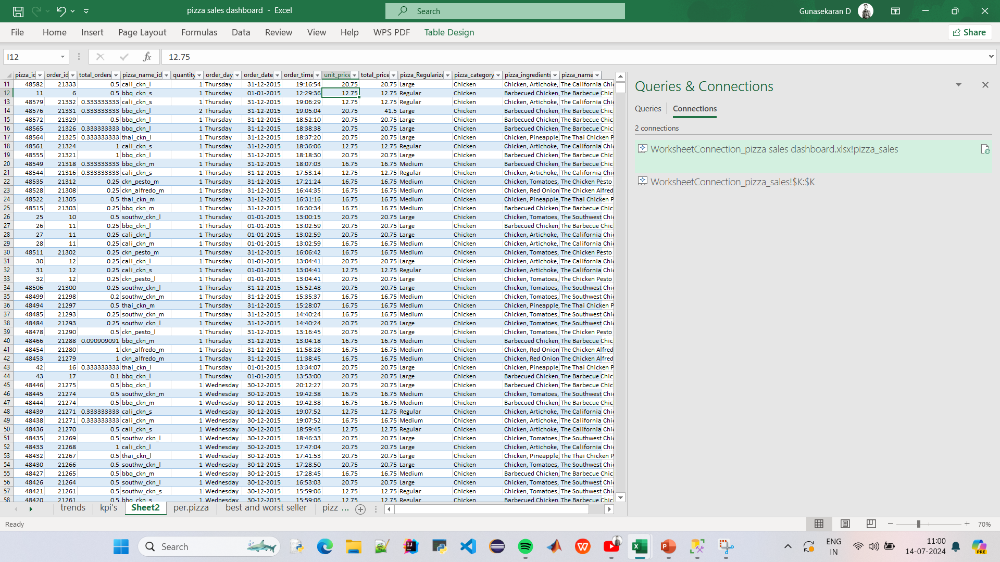 pizza sales dashboard - Excel
Search
Gunasekaran D
File Home Insert Page Layout Formulas Data Review View Help WPS PDF Table Design Share
I12 fx 12.75
pizza_id order_id total_orders pizza_name_id quantity order_day order_date order_time unit_price total_price pizza_Regularize pizza_category pizza_ingredients pizza_name
11 48582 21333 0.5 cali_ckn_l 1 Thursday 31-12-2015 19:16:54 20.75 20.75 Large Chicken Chicken, Artichoke, The California Chi
12 11 6 0.5 bbq_ckn_s 1 Thursday 01-01-2015 12:29:36 12.75 12.75 Regular Chicken Barbecued Chicken, The Barbecue Chic
13 48579 21332 0.333333333 cali_ckn_s 1 Thursday 31-12-2015 19:06:29 12.75 12.75 Regular Chicken Chicken, Artichoke, The California Chi
14 48576 21331 0.333333333 bbq_ckn_l 2 Thursday 31-12-2015 19:05:04 20.75 41.5 Large Chicken Barbecued Chicken, The Barbecue Chic
15 48572 21329 0.5 bbq_ckn_l 1 Thursday 31-12-2015 18:52:10 20.75 20.75 Large Chicken Barbecued Chicken, The Barbecue Chic
16 48565 21326 0.333333333 bbq_ckn_l 1 Thursday 31-12-2015 18:38:38 20.75 20.75 Large Chicken Barbecued Chicken, The Barbecue Chic
17 48564 21325 0.333333333 thai_ckn_l 1 Thursday 31-12-2015 18:37:20 20.75 20.75 Large Chicken Chicken, Pineapple, The Thai Chicken P
18 48561 21324 1 cali_ckn_s 1 Thursday 31-12-2015 18:36:06 12.75 12.75 Regular Chicken Chicken, Artichoke, The California Chi
19 48555 21321 1 bbq_ckn_l 1 Thursday 31-12-2015 18:18:30 20.75 20.75 Large Chicken Barbecued Chicken, The Barbecue Chic
20 48549 21318 0.333333333 bbq_ckn_m 1 Thursday 31-12-2015 18:07:03 16.75 16.75 Medium Chicken Barbecued Chicken, The Barbecue Chic
21 48544 21316 0.333333333 cali_ckn_s 1 Thursday 31-12-2015 17:53:14 12.75 12.75 Regular Chicken Chicken, Artichoke, The California Chi
22 48535 21312 0.25 ckn_pesto_m 1 Thursday 31-12-2015 17:21:24 16.75 16.75 Medium Chicken Chicken, Tomatoes, The Chicken Pesto
23 48528 21308 0.25 ckn_alfredo_m 1 Thursday 31-12-2015 16:44:35 16.75 16.75 Medium Chicken Chicken, Red Onion The Chicken Alfred
24 48522 21305 0.5 thai_ckn_m 1 Thursday 31-12-2015 16:31:16 16.75 16.75 Medium Chicken Chicken, Pineapple, The Thai Chicken P
25 48515 21303 0.25 bbq_ckn_m 1 Thursday 31-12-2015 16:30:34 16.75 16.75 Medium Chicken Barbecued Chicken, The Barbecue Chic
26 25 10 0.5 southw_ckn_l 1 Thursday 01-01-2015 13:00:15 20.75 20.75 Large Chicken Chicken, Tomatoes, The Southwest Chi
27 26 11 0.25 bbq_ckn_l 1 Thursday 01-01-2015 13:02:59 20.75 20.75 Large Chicken Barbecued Chicken, The Barbecue Chic
28 27 11 0.25 cali_ckn_l 1 Thursday 01-01-2015 13:02:59 20.75 20.75 Large Chicken Chicken, Artichoke, The California Chi
29 28 11 0.25 cali_ckn_m 1 Thursday 01-01-2015 13:02:59 16.75 16.75 Medium Chicken Chicken, Artichoke, The California Chi
30 48511 21302 0.25 ckn_pesto_m 1 Thursday 31-12-2015 16:06:42 16.75 16.75 Medium Chicken Chicken, Tomatoes, The Chicken Pesto
31 30 12 0.25 cali_ckn_l 1 Thursday 01-01-2015 13:04:41 20.75 20.75 Large Chicken Chicken, Artichoke, The California Chi
32 31 12 0.25 cali_ckn_s 1 Thursday 01-01-2015 13:04:41 12.75 12.75 Regular Chicken Chicken, Artichoke, The California Chi
33 32 12 0.25 ckn_pesto_l 1 Thursday 01-01-2015 13:04:41 20.75 20.75 Large Chicken Chicken, Tomatoes, The Chicken Pesto
34 48506 21300 0.25 southw_ckn_l 1 Thursday 31-12-2015 15:52:48 20.75 20.75 Large Chicken Chicken, Tomatoes, The Southwest Chi
35 48499 21298 0.2 southw_ckn_m 1 Thursday 31-12-2015 15:35:37 16.75 16.75 Medium Chicken Chicken, Tomatoes, The Southwest Chi
36 48494 21297 0.5 thai_ckn_m 1 Thursday 31-12-2015 15:28:07 16.75 16.75 Medium Chicken Chicken, Pineapple, The Thai Chicken P
37 48485 21293 0.25 southw_ckn_m 1 Thursday 31-12-2015 14:40:24 16.75 16.75 Medium Chicken Chicken, Tomatoes, The Southwest Chi
38 48484 21293 0.25 southw_ckn_l 1 Thursday 31-12-2015 14:40:24 20.75 20.75 Large Chicken Chicken, Tomatoes, The Southwest Chi
39 48478 21290 0.5 ckn_pesto_l 1 Thursday 31-12-2015 13:16:45 20.75 20.75 Large Chicken Chicken, Tomatoes, The Chicken Pesto
40 48466 21288 0.090909091 bbq_ckn_m 1 Thursday 31-12-2015 13:04:18 16.75 16.75 Medium Chicken Barbecued Chicken, The Barbecue Chic
41 48454 21280 1 ckn_alfredo_m 1 Thursday 31-12-2015 11:58:28 16.75 16.75 Medium Chicken Chicken, Red Onion The Chicken Alfred
42 48453 21279 1 ckn_alfredo_m 1 Thursday 31-12-2015 11:38:45 16.75 16.75 Medium Chicken Chicken, Red Onion The Chicken Alfred
43 42 16 0.333333333 thai_ckn_l 1 Thursday 01-01-2015 13:34:07 20.75 20.75 Large Chicken Chicken, Pineapple, The Thai Chicken P
44 43 17 0.1 bbq_ckn_l 1 Thursday 01-01-2015 13:53:00 20.75 20.75 Large Chicken Barbecued Chicken, The Barbecue Chic
45 48446 21275 0.5 bbq_ckn_l 1 Wednesday 30-12-2015 20:12:27 20.75 20.75 Large Chicken Barbecued Chicken, The Barbecue Chic
46 48445 21274 0.5 southw_ckn_m 1 Wednesday 30-12-2015 19:42:38 16.75 16.75 Medium Chicken Chicken, Tomatoes, The Southwest Chi
47 48444 21274 0.5 bbq_ckn_m 1 Wednesday 30-12-2015 19:42:38 16.75 16.75 Medium Chicken Barbecued Chicken, The Barbecue Chic
48 48439 21271 0.333333333 cali_ckn_s 1 Wednesday 30-12-2015 19:07:52 12.75 12.75 Regular Chicken Chicken, Artichoke, The California Chi
49 48438 21271 0.333333333 cali_ckn_m 1 Wednesday 30-12-2015 19:07:52 16.75 16.75 Medium Chicken Chicken, Artichoke, The California Chi
50 48436 21270 0.5 cali_ckn_s 1 Wednesday 30-12-2015 18:59:45 12.75 12.75 Regular Chicken Chicken, Artichoke, The California Chi
51 48435 21269 0.5 southw_ckn_l 1 Wednesday 30-12-2015 18:46:33 20.75 20.75 Large Chicken Chicken, Tomatoes, The Southwest Chi
52 48433 21268 1 cali_ckn_l 1 Wednesday 30-12-2015 17:47:04 20.75 20.75 Large Chicken Chicken, Artichoke, The California Chi
53 48432 21267 0.5 thai_ckn_l 1 Wednesday 30-12-2015 17:41:53 20.75 20.75 Large Chicken Chicken, Pineapple, The Thai Chicken P
54 48430 21266 0.5 southw_ckn_l 1 Wednesday 30-12-2015 17:28:50 20.75 20.75 Large Chicken Chicken, Tomatoes, The Southwest Chi
55 48427 21265 0.5 bbq_ckn_m 1 Wednesday 30-12-2015 17:28:45 16.75 16.75 Medium Chicken Barbecued Chicken, The Barbecue Chic
56 48426 21264 0.5 southw_ckn_l 1 Wednesday 30-12-2015 16:53:03 20.75 20.75 Large Chicken Chicken, Tomatoes, The Southwest Chi
57 48421 21261 0.5 southw_ckn_s 1 Wednesday 30-12-2015 15:59:06 12.75 12.75 Regular Chicken Chicken, Tomatoes, The Southwest Chi
58 48420 21261 0.5 bbq_ckn_s 1 Wednesday 30-12-2015 15:59:06 12.75 12.75 Regular Chicken Barbecued Chicken, The Barbecue Chic
Queries & Connections
Queries Connections
2 connections
WorksheetConnection_pizza sales dashboard.xlsx!pizza_sales
WorksheetConnection_pizza_sales!$K:$K
trends kpi's Sheet2 per.pizza best and worst seller pizz ...
Ready
70%
Search
ENG
IN
11:00
14-07-2024
PRE